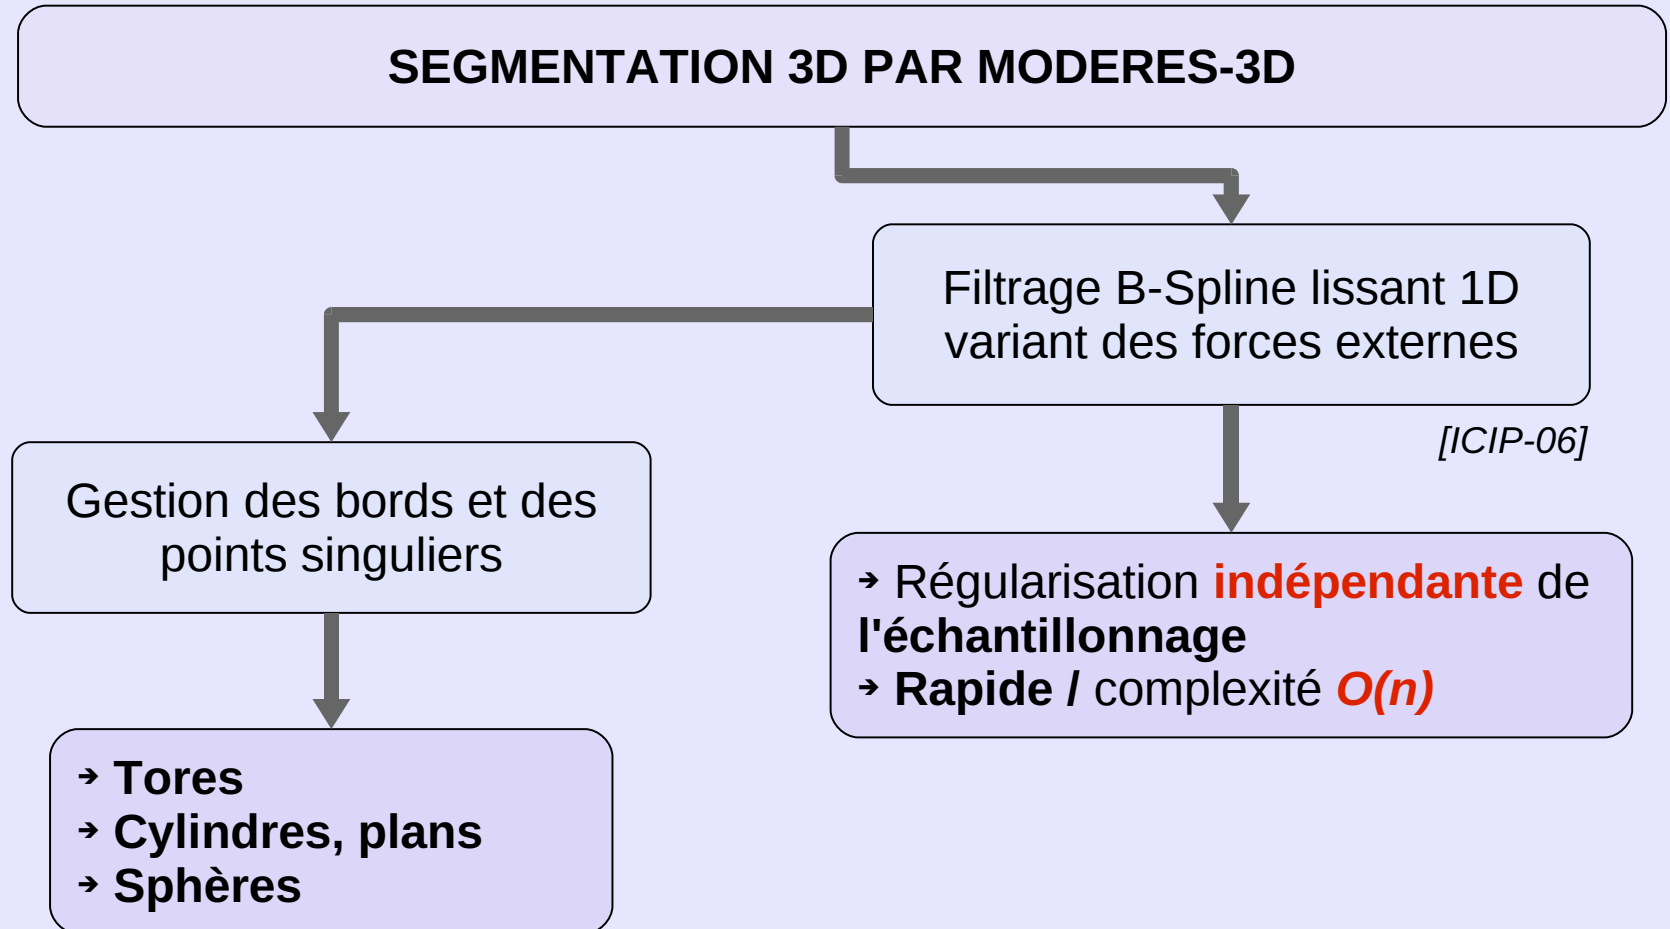 SEGMENTATION 3D PAR MODERES-3D
Filtrage B-Spline lissant 1D
variant des forces externes
[ICIP-06]
Gestion des bords et des
points singuliers
➔ Régularisation indépendante de
l'échantillonnage
➔ Rapide / complexité O(n)
➔ Tores
➔ Cylindres, plans
➔ Sphères